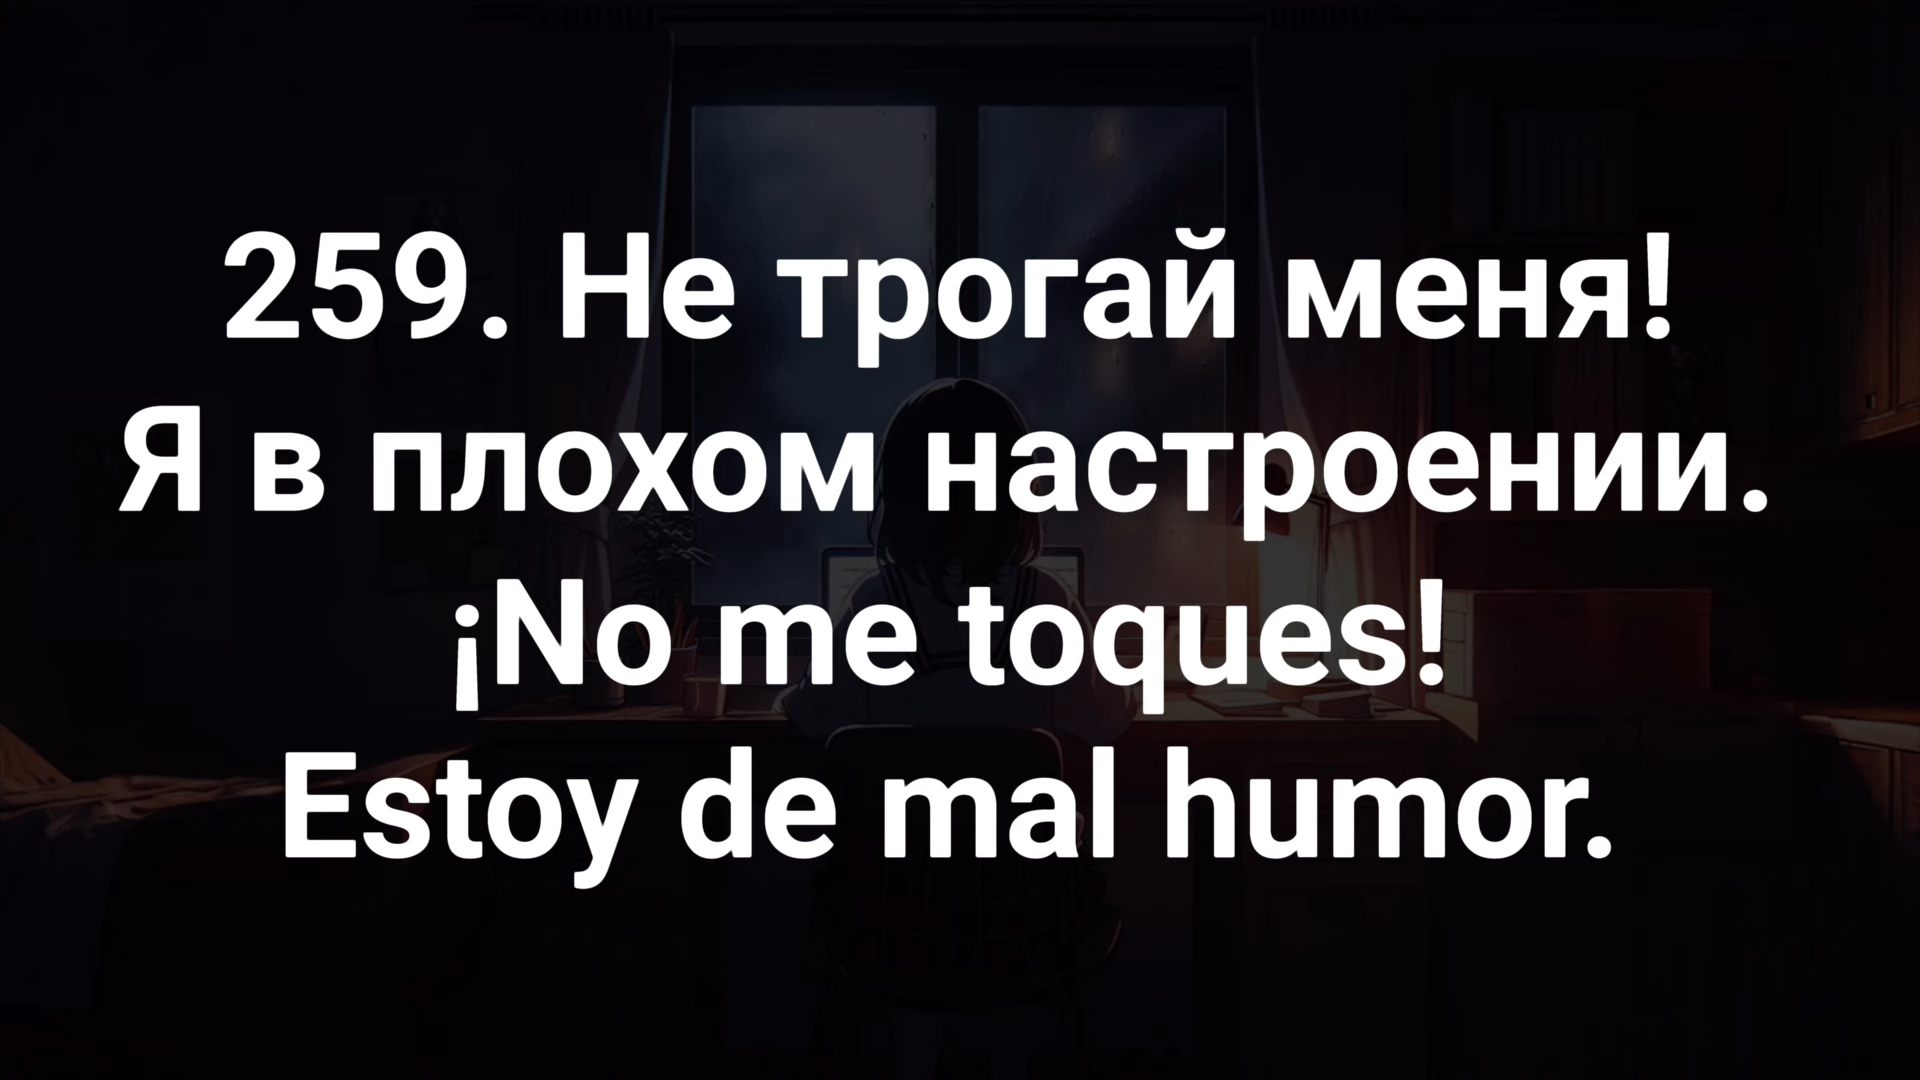 259. Не трогай меня!
Я в плохом настроении.
¡No me toques!
Estoy de mal humor.